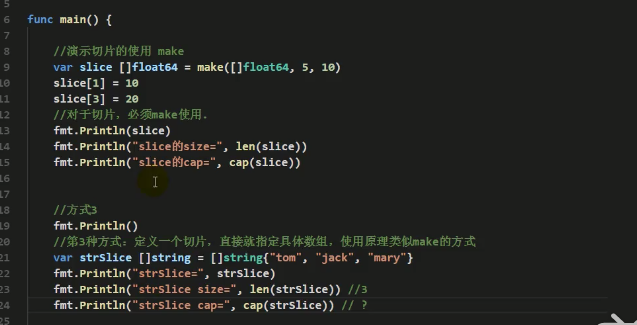 5
6 func main() {
7
8 //演示切片的使用 make
9 var slice []float64 = make([]float64, 5, 10)
10 slice[1] = 10
11 slice[3] = 20
12 //对于切片，必须make使用.
13 fmt.Println(slice)
14 fmt.Println("slice的size=", len(slice))
15 fmt.Println("slice的cap=", cap(slice))
16
17
18 //方式3
19 fmt.Println()
20 //第3种方式：定义一个切片，直接就指定具体数组，使用原理类似make的方式
21 var strSlice []string = []string{"tom", "jack", "mary"}
22 fmt.Println("strSlice=", strSlice)
23 fmt.Println("strSlice size=", len(strSlice)) //3
24 fmt.Println("strSlice cap=", cap(strSlice)) // ?
25